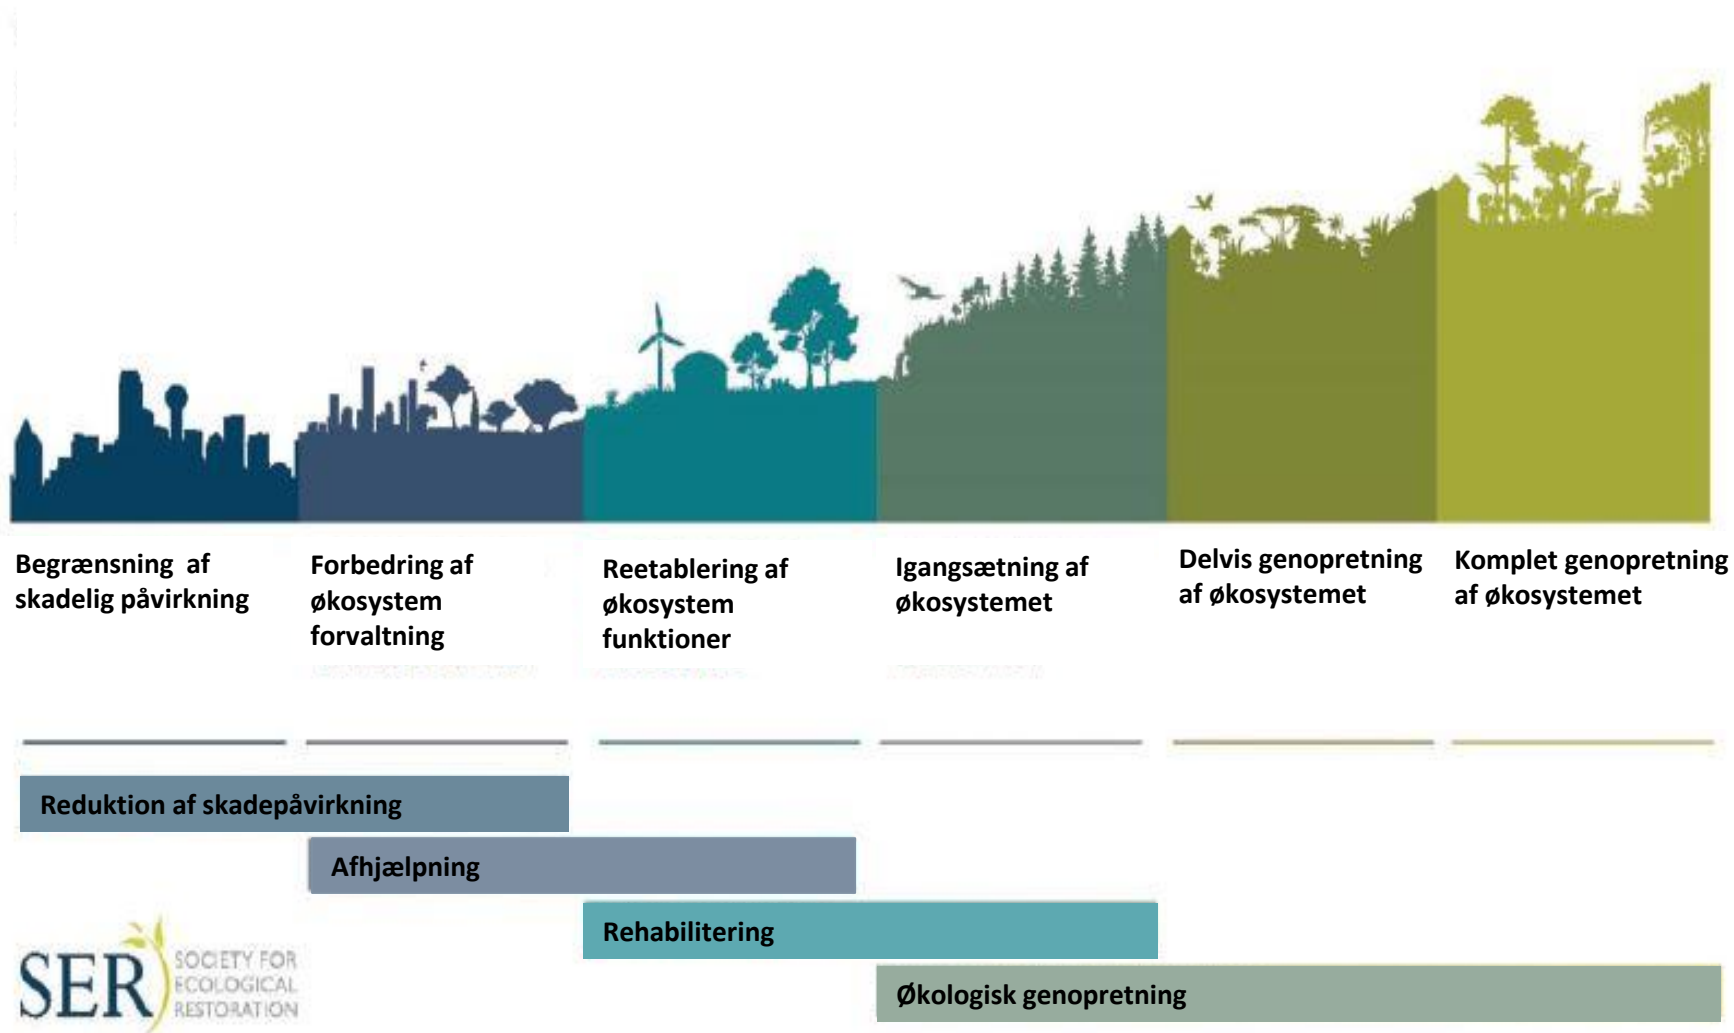 Begrænsning af
skadelig påvirkning
Forbedring af
økosystem
forvaltning
Reetablering af
økosystem
funktioner
Igangsætning af
økosystemet
Delvis genopretning
af økosystemet
Komplet genopretning
af økosystemet
Reduktion af skadepåvirkning
Afhjælpning
Rehabilitering
Økologisk genopretning
SER
SOCIETY FOR
ECOLOGICAL
RESTORATION